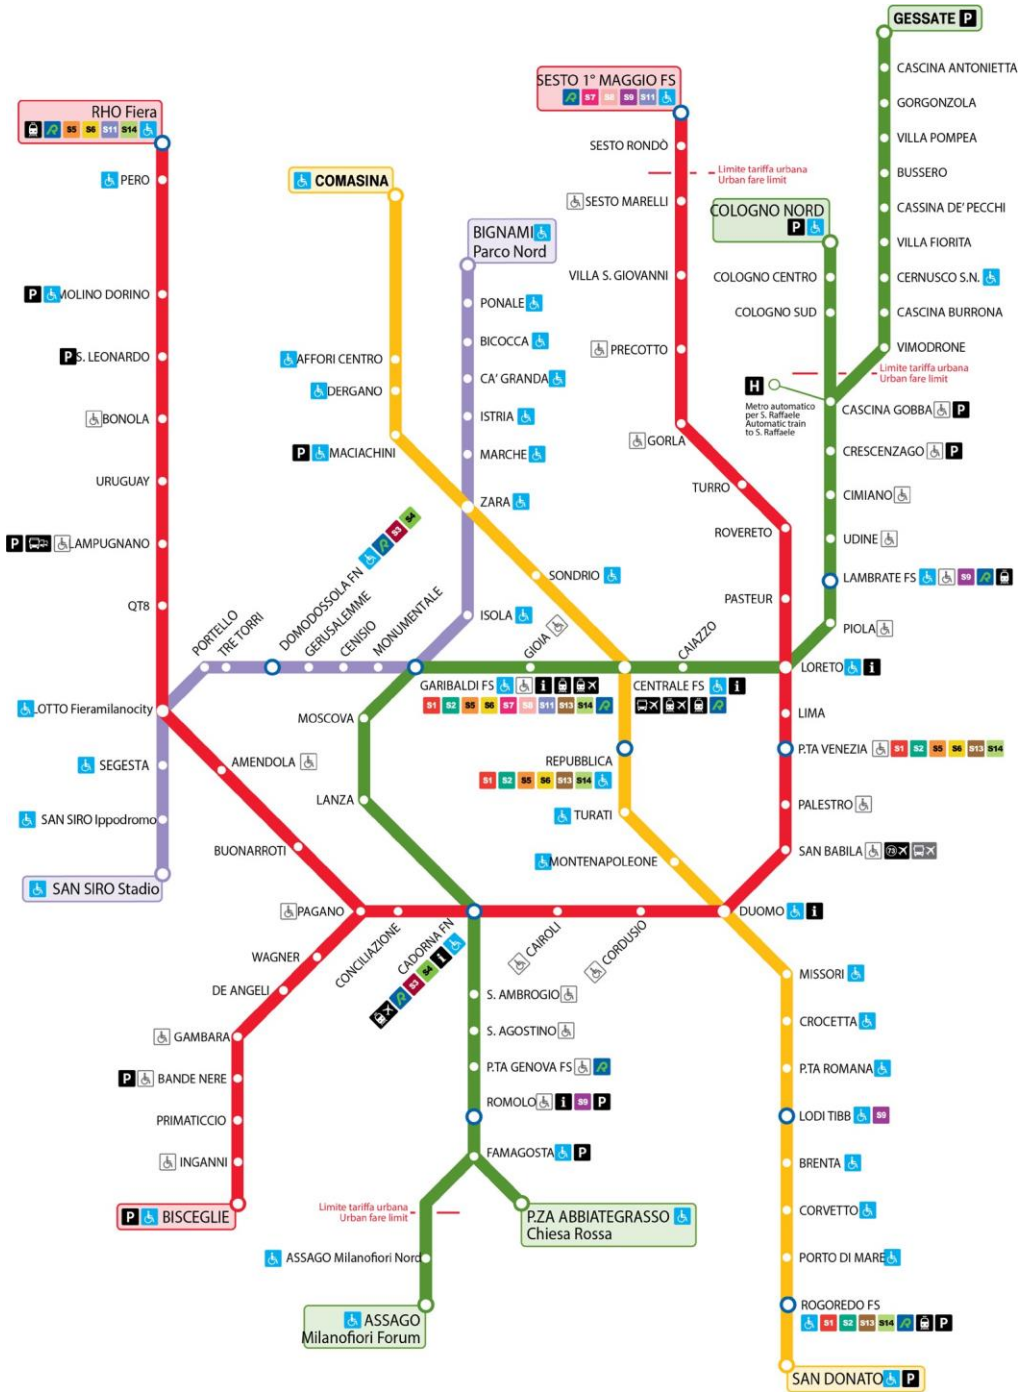 GESSATE P
CASCINA ANTONIETTA
GORGONZOLA
VILLA POMPEA
BUSSERO
CASSINA DE' PECCHI
VILLA FIORITA
CERNUSCO S.N.
CASCINA BURRONA
VIMODRONE
SESTO 1° MAGGIO FS
S7 S8 S9 S11
SESTO RONDÒ
Limite tariffa urbana
Urban fare limit
SESTO MARELLI
VILLA S. GIOVANNI
PRECOTTO
GORLA
TURRO
ROVERETO
PASTEUR
COLOGNO NORD
P
COLOGNO CENTRO
COLOGNO SUD
Limite tariffa urbana
Urban fare limit
H
Metro automatico
per S. Raffaele
Automatic train
to S. Raffaele
CASCINA GOBBA P
CRESCENZAGO P
CIMIANO
UDINE
LAMBRATE FS S9 R
PIOLA
LORETO i
RHO Fiera
R S5 S6 S11 S14
PERO
P MOLINO DORINO
P S. LEONARDO
BONOLA
URUGUAY
P LAMPUGNANO
QT8
LOTTO Fieramilanocity
SEGESTA
SAN SIRO Ippodromo
SAN SIRO Stadio
COMASINA
AFFORI CENTRO
DERGANO
P MACIACHINI
BIGNAMI
Parco Nord
PONALE
BICOCCA
CA' GRANDA
ISTRIA
MARCHE
ZARA
SONDRIO
ISOLA
PORTELLO
TRE TORRI
DOMODOSSOLA FN R S3 S4
GERUSALEMME
CENISIO
MONUMENTALE
GIOIA
CAIAZZO
GARIBALDI FS i
S1 S2 S5 S6 S7 S8 S11 S13 S14 R
CENTRALE FS i
R
LIMA
P.TA VENEZIA S1 S2 S5 S6 S13 S14
PALESTRO
SAN BABILA 73
MOSCOVA
LANZA
REPUBBLICA
S1 S2 S5 S6 S13 S14
TURATI
MONTENAPOLEONE
DUOMO i
AMENDOLA
BUONARROTI
PAGANO
CONCILIAZIONE
CADORNA FN
R S3 S4 i
CAIROLI
CORDUSIO
WAGNER
DE ANGELI
GAMBARA
P BANDE NERE
PRIMATICCIO
INGANNI
P BISCEGLIE
S. AMBROGIO
S. AGOSTINO
P.TA GENOVA FS R
ROMOLO i S9 P
FAMAGOSTA P
Limite tariffa urbana
Urban fare limit
P.ZA ABBIATEGRASSO
Chiesa Rossa
ASSAGO Milanofiori Nord
ASSAGO
Milanofiori Forum
MISSORI
CROCETTA
P.TA ROMANA
LODI TIBB S9
BRENTA
CORVETTO
PORTO DI MARE
ROGOREDO FS
S1 S2 S13 S14 R P
SAN DONATO P